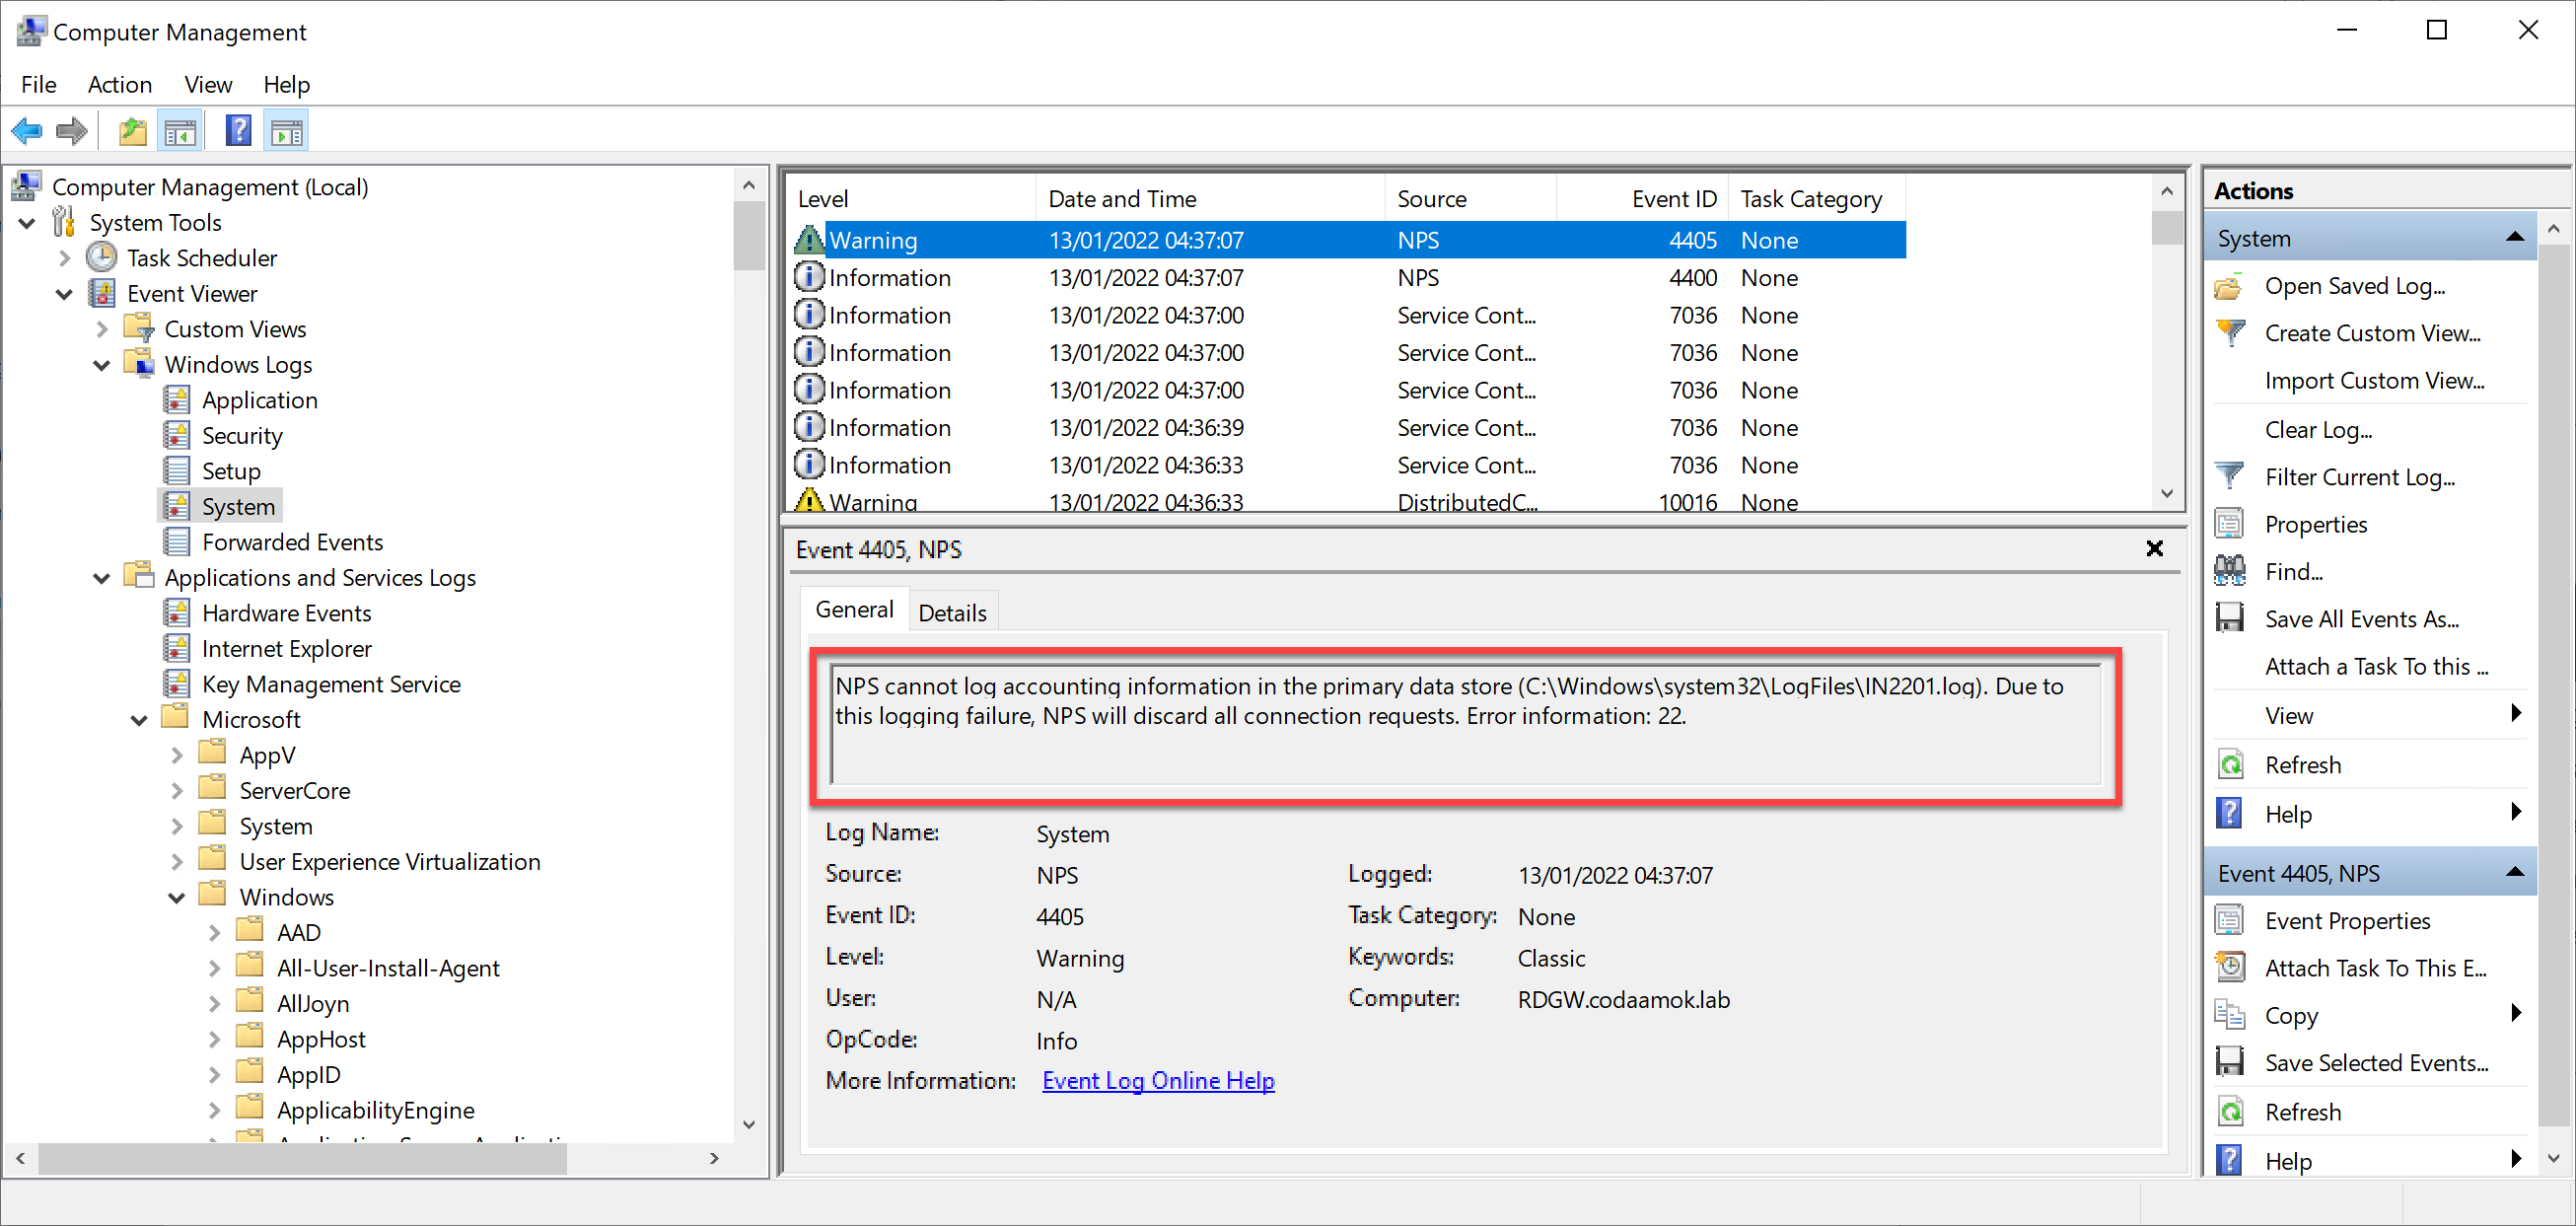 Computer Management
File Action View Help
Computer Management (Local)
System Tools
Task Scheduler
Event Viewer
Custom Views
Windows Logs
Application
Security
Setup
System
Forwarded Events
Applications and Services Logs
Hardware Events
Internet Explorer
Key Management Service
Microsoft
AppV
ServerCore
System
User Experience Virtualization
Windows
AAD
All-User-Install-Agent
AllJoyn
AppHost
AppID
ApplicabilityEngine
Level Date and Time Source Event ID Task Category
Warning 13/01/2022 04:37:07 NPS 4405 None
Information 13/01/2022 04:37:07 NPS 4400 None
Information 13/01/2022 04:37:00 Service Cont... 7036 None
Information 13/01/2022 04:37:00 Service Cont... 7036 None
Information 13/01/2022 04:37:00 Service Cont... 7036 None
Information 13/01/2022 04:36:39 Service Cont... 7036 None
Information 13/01/2022 04:36:33 Service Cont... 7036 None
Warning 13/01/2022 04:36:33 DistributedC... 10016 None
Event 4405, NPS
General Details
NPS cannot log accounting information in the primary data store (C:\Windows\system32\LogFiles\IN2201.log). Due to
this logging failure, NPS will discard all connection requests. Error information: 22.
Log Name: System
Source: NPS Logged: 13/01/2022 04:37:07
Event ID: 4405 Task Category: None
Level: Warning Keywords: Classic
User: N/A Computer: RDGW.codaamok.lab
OpCode: Info
More Information: Event Log Online Help
Actions
System
Open Saved Log...
Create Custom View...
Import Custom View...
Clear Log...
Filter Current Log...
Properties
Find...
Save All Events As...
Attach a Task To this ...
View
Refresh
Help
Event 4405, NPS
Event Properties
Attach Task To This E...
Copy
Save Selected Events...
Refresh
Help